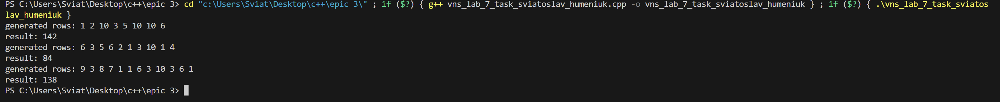 PS C:\Users\Sviat\Desktop\c++\epic 3> cd "c:\Users\Sviat\Desktop\c++\epic 3\" ; if ($?) { g++ vns_lab_7_task_sviatoslav_humeniuk.cpp -o vns_lab_7_task_sviatoslav_humeniuk } ; if ($?) { .\vns_lab_7_task_sviatos
lav_humeniuk }
generated rows: 1 2 10 3 5 10 10 6
result: 142
generated rows: 6 3 5 6 2 1 3 10 1 4
result: 84
generated rows: 9 3 8 7 1 1 6 3 10 3 6 1
result: 138
PS C:\Users\Sviat\Desktop\c++\epic 3>